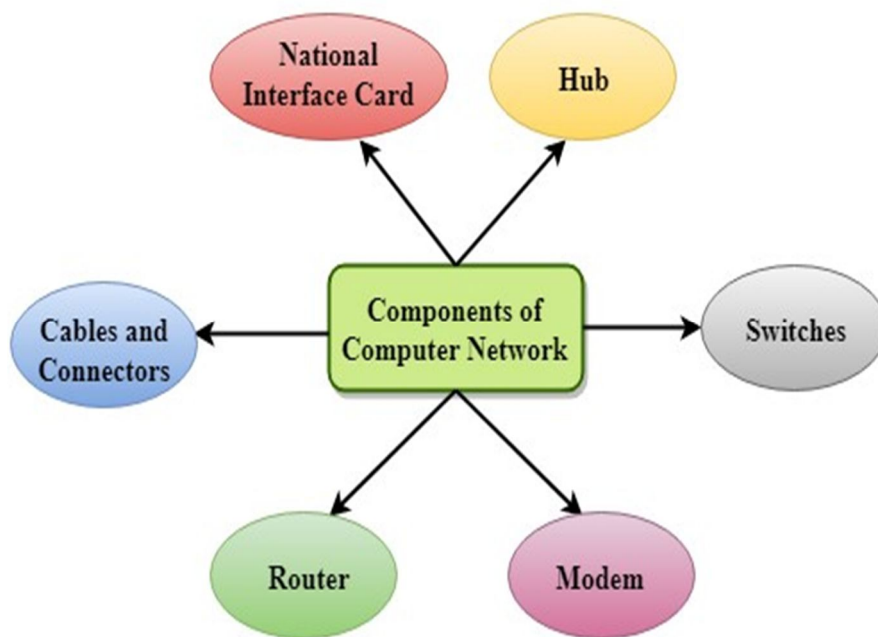 National
Interface Card
Hub
Components of
Computer Network
Cables and
Connectors
Switches
Router
Modem